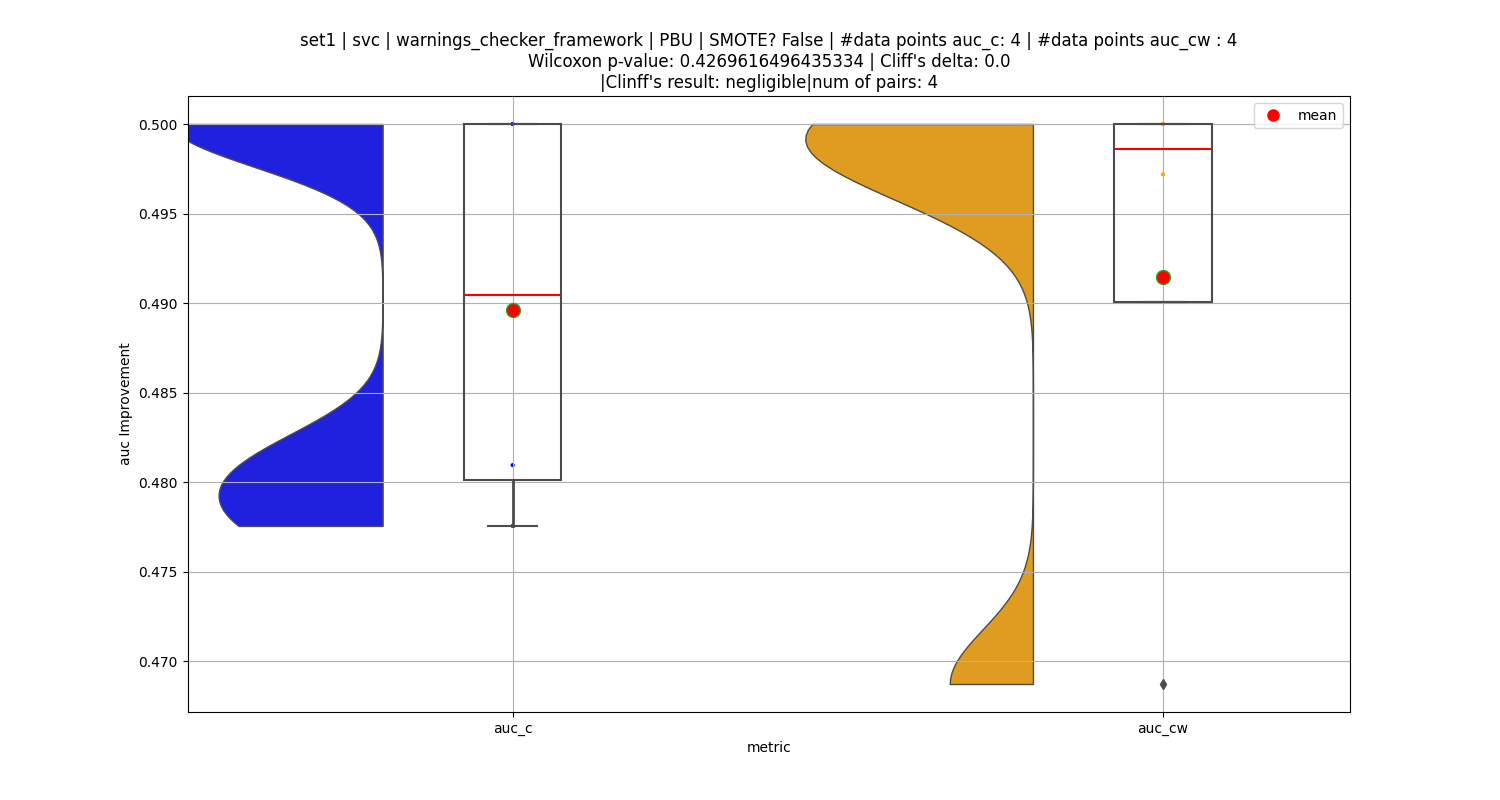 set1 | svc | warnings_checker_framework | PBU | SMOTE? False | #data points auc_c: 4 | #data points auc_cw : 4
Wilcoxon p-value: 0.4269616496435334 | Cliff's delta: 0.0
|Clinff's result: negligible|num of pairs: 4
mean
0.500
0.495
0.490
0.485
0.480
0.475
0.470
auc Improvement
auc_c
auc_cw
metric